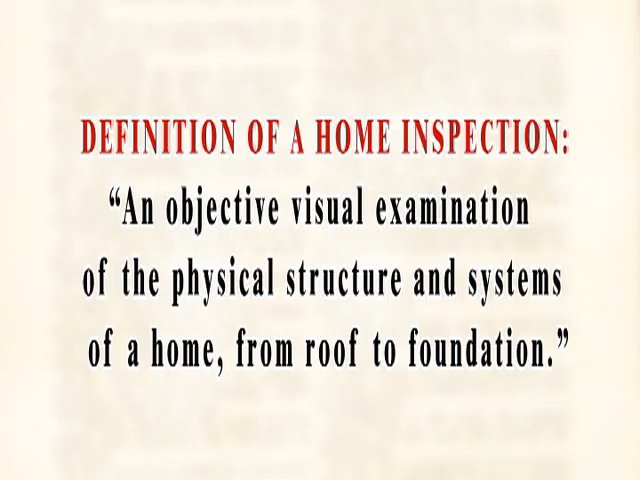 DEFINITION OF A HOME INSPECTION:
“An objective visual examination
of the physical structure and systems
of a home, from roof to foundation.”